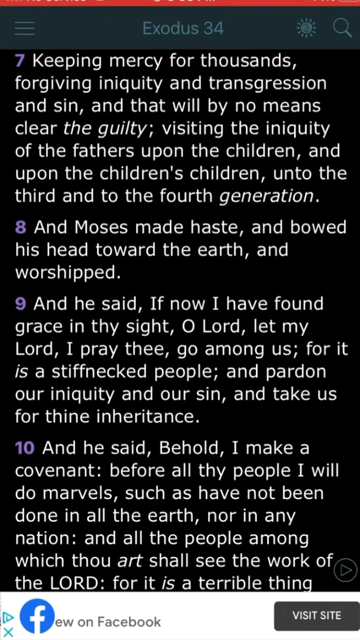 Exodus 34
7 Keeping mercy for thousands,
forgiving iniquity and transgression
and sin, and that will by no means
clear the guilty; visiting the iniquity
of the fathers upon the children, and
upon the children's children, unto the
third and to the fourth generation.
8 And Moses made haste, and bowed
his head toward the earth, and
worshipped.
9 And he said, If now I have found
grace in thy sight, O Lord, let my
Lord, I pray thee, go among us; for it
is a stiffnecked people; and pardon
our iniquity and our sin, and take us
for thine inheritance.
10 And he said, Behold, I make a
covenant: before all thy people I will
do marvels, such as have not been
done in all the earth, nor in any
nation: and all the people among
which thou art shall see the work of
the LORD: for it is a terrible thing
ew on Facebook
VISIT SITE